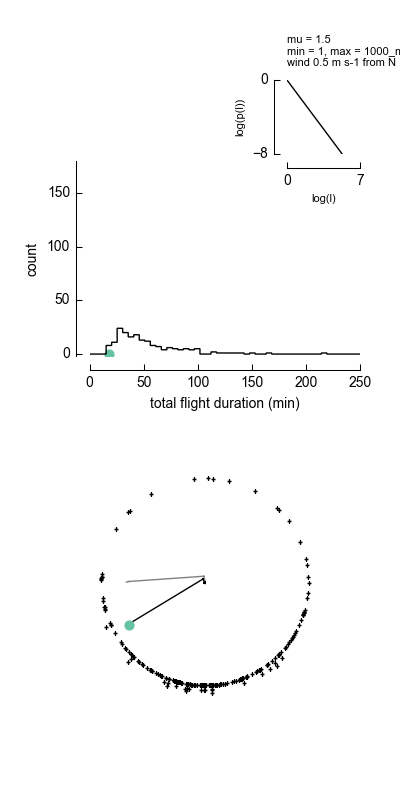 mu = 1.5
min = 1, max = 1000_m
wind 0.5 m s-1 from N
0
log(p(l))
−8
0 7
log(l)
150
100
count
50
0
0 50 100 150 200 250
total flight duration (min)